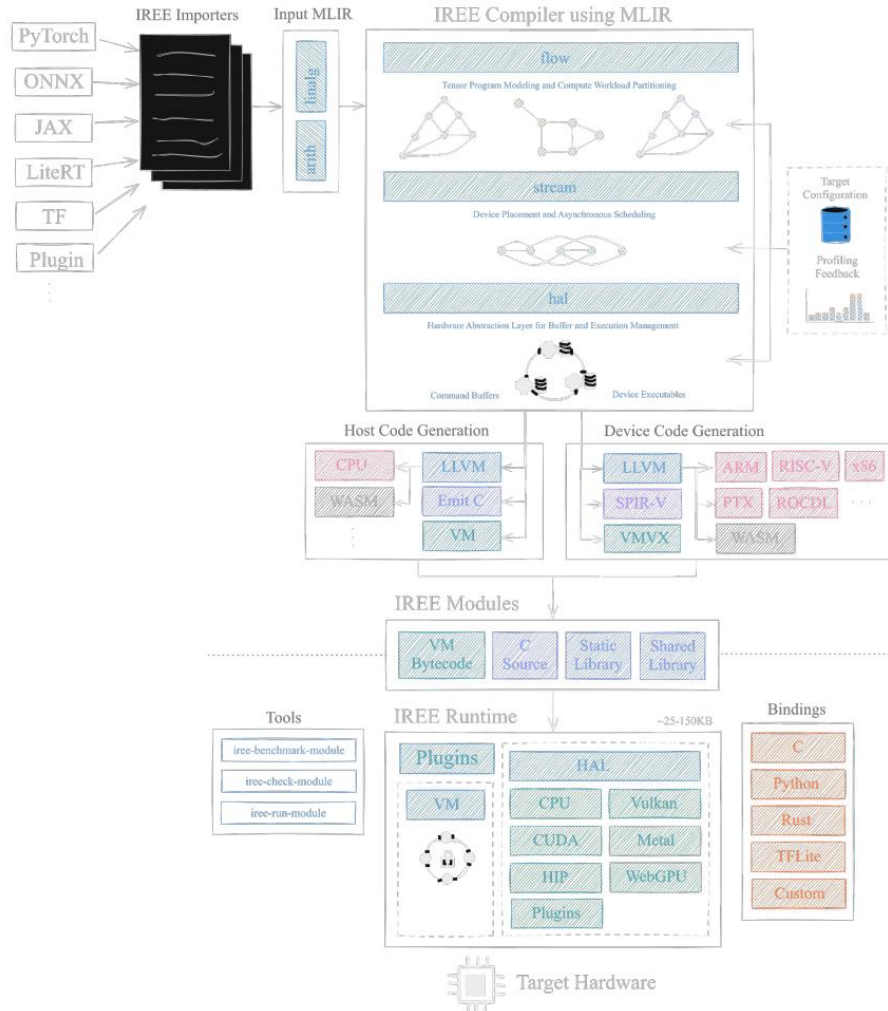 IREE Importers
Input MLIR
IREE Compiler using MLIR
PyTorch
ONNX
JAX
LiteRT
TF
Plugin
linalg
arith
flow
Tensor Program Modeling and Compute Workload Partitioning
stream
Device Placement and Asynchronous Scheduling
hal
Hardware Abstraction Layer for Buffer and Execution Management
Command Buffers
Device Executables
Target
Configuration
Profiling
Feedback
Host Code Generation
CPU
LLVM
WASM
Emit C
VM
Device Code Generation
LLVM
ARM
RISC-V
x86
SPIR-V
PTX
ROCDL
VMVX
WASM
IREE Modules
VM
Bytecode
C
Source
Static
Library
Shared
Library
Tools
iree-benchmark-module
iree-check-module
iree-run-module
IREE Runtime
~25-150KB
Plugins
VM
HAL
CPU
Vulkan
CUDA
Metal
HIP
WebGPU
Plugins
Bindings
C
Python
Rust
TFLite
Custom
Target Hardware